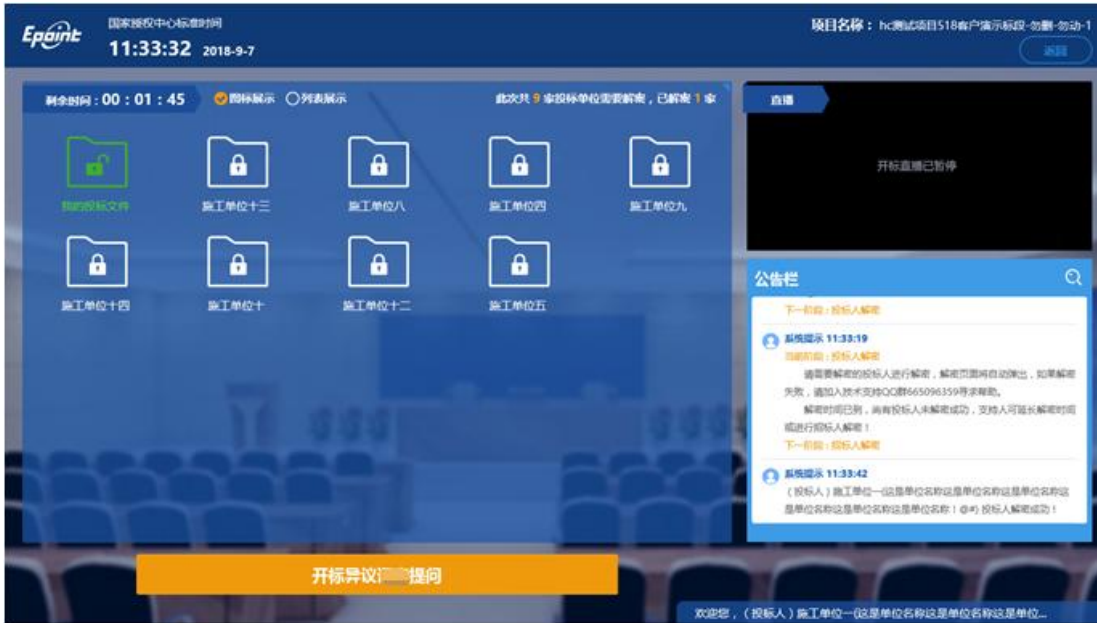 Epoint
国家授权中心标准时间
11:33:32 2018-9-7
项目名称：hc测试项目518客户演示标段-勿删-勿动-1
返回
剩余时间：00：01：45
图标展示 列表展示
此次共 9 家投标单位需要解密，已解密 1 家
我的投标文件
施工单位十三
施工单位八
施工单位四
施工单位九
施工单位十四
施工单位十
施工单位十二
施工单位五
直播
开标直播已暂停
公告栏
下一阶段：投标人解密
系统提示 11:33:19
当前阶段：投标人解密
请需要解密的投标人进行解密，解密页面将自动弹出，如果解密
失败，请加入技术支持QQ群665096359寻求帮助。
解密时间已到，尚有投标人未解密成功，支持人可延长解密时间
或进行招标人解密！
下一阶段：招标人解密
系统提示 11:33:42
（投标人）施工单位一(这是单位名称这是单位名称这是单位名称这
是单位名称这是单位名称这是单位名称！@#) 投标人解密成功！
开标异议 提问
欢迎您，（投标人）施工单位一(这是单位名称这是单位名称这是单位...